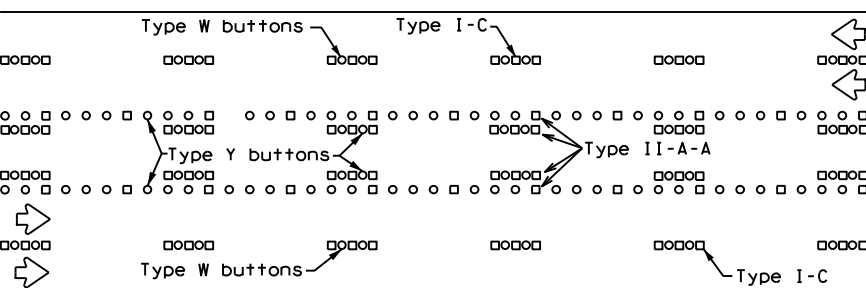 Type W buttons
Type I-C
Type Y buttons
Type II-A-A
Type W buttons
Type I-C